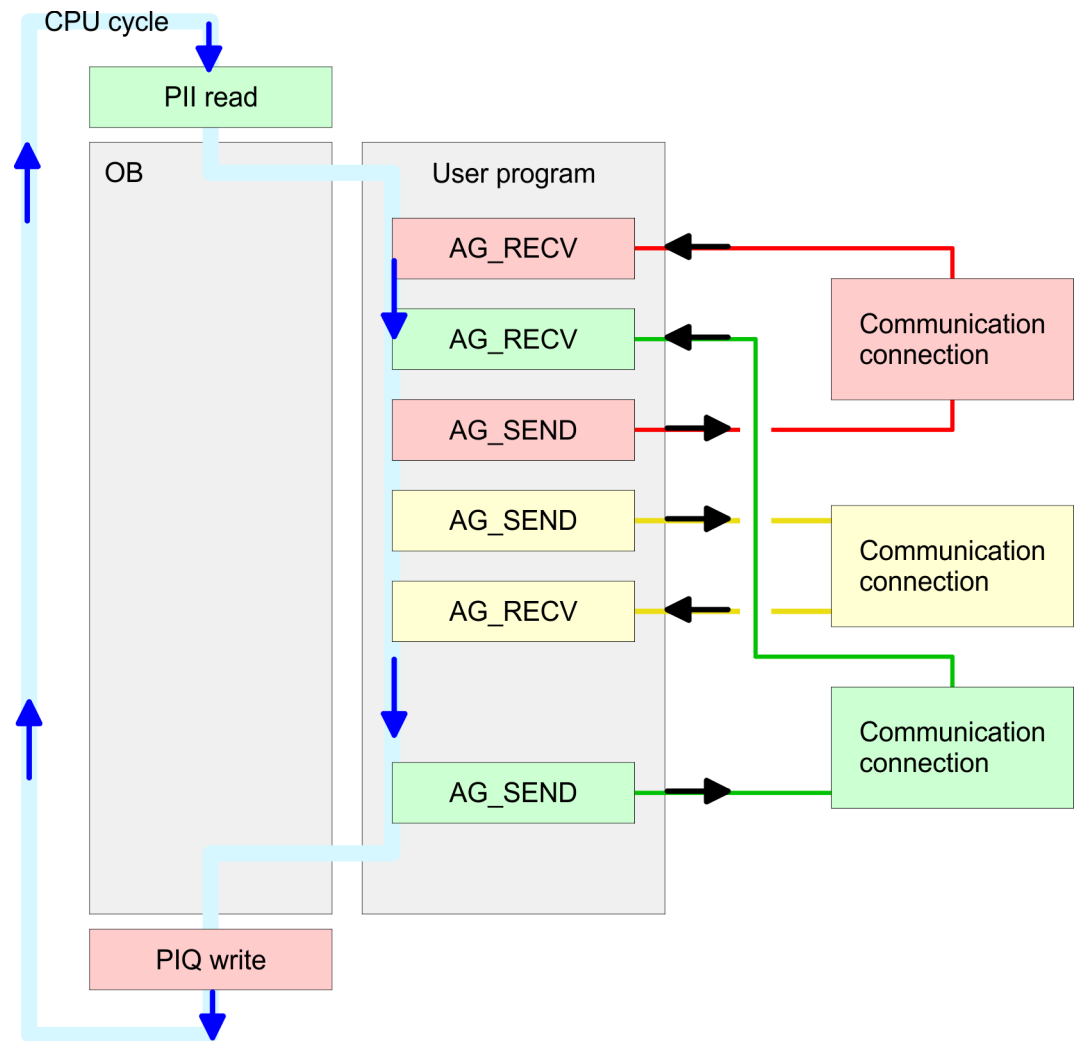 CPU cycle
PII read
OB
User program
AG_RECV
AG_RECV
AG_SEND
AG_SEND
AG_RECV
AG_SEND
Communication
connection
Communication
connection
Communication
connection
PIQ write